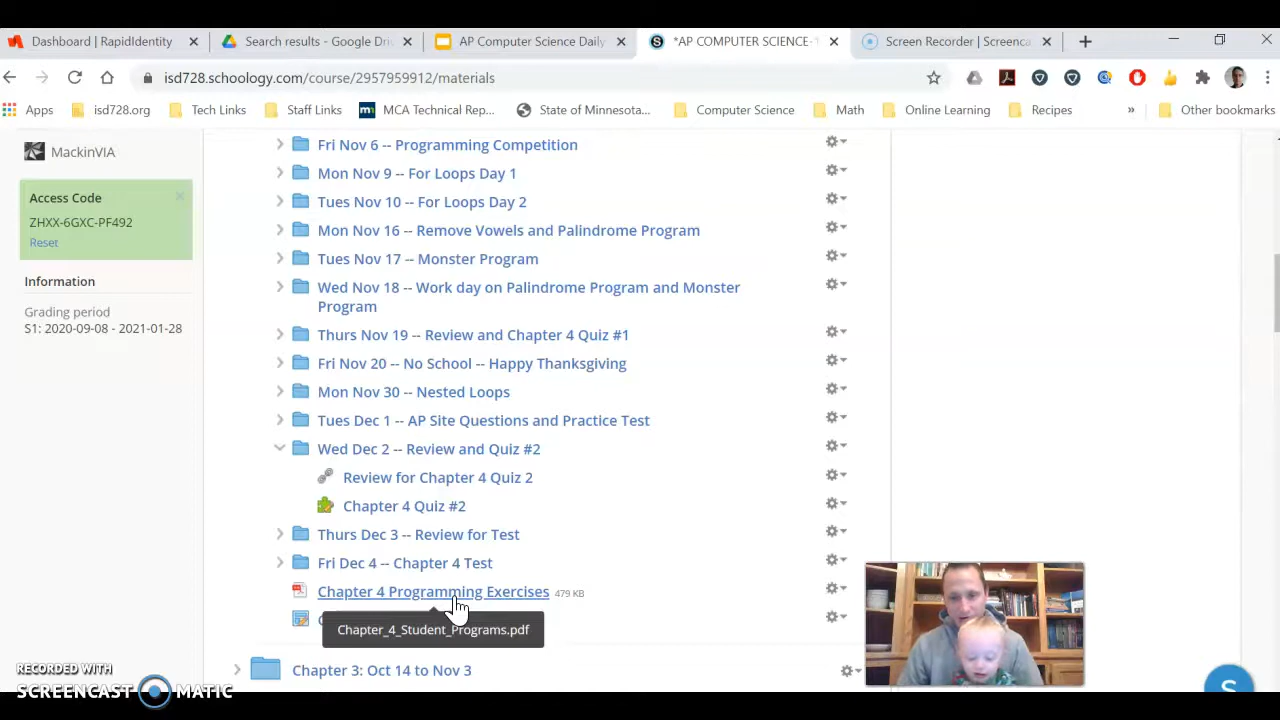 Dashboard | RapidIdentity
Search results - Google Driv
AP Computer Science Daily
*AP COMPUTER SCIENCE-
Screen Recorder | Screenca
isd728.schoology.com/course/2957959912/materials
Apps
isd728.org
Tech Links
Staff Links
MCA Technical Rep...
State of Minnesota...
Computer Science
Math
Online Learning
Recipes
»
Other bookmarks
MackinVIA
Access Code
ZHXX-6GXC-PF492
Reset
Information
Grading period
S1: 2020-09-08 - 2021-01-28
Fri Nov 6 -- Programming Competition
Mon Nov 9 -- For Loops Day 1
Tues Nov 10 -- For Loops Day 2
Mon Nov 16 -- Remove Vowels and Palindrome Program
Tues Nov 17 -- Monster Program
Wed Nov 18 -- Work day on Palindrome Program and Monster
Program
Thurs Nov 19 -- Review and Chapter 4 Quiz #1
Fri Nov 20 -- No School -- Happy Thanksgiving
Mon Nov 30 -- Nested Loops
Tues Dec 1 -- AP Site Questions and Practice Test
Wed Dec 2 -- Review and Quiz #2
Review for Chapter 4 Quiz 2
Chapter 4 Quiz #2
Thurs Dec 3 -- Review for Test
Fri Dec 4 -- Chapter 4 Test
Chapter 4 Programming Exercises 479 KB
Chapter_4_Student_Programs.pdf
Chapter 3: Oct 14 to Nov 3
RECORDED WITH
SCREENCAST MATIC
S